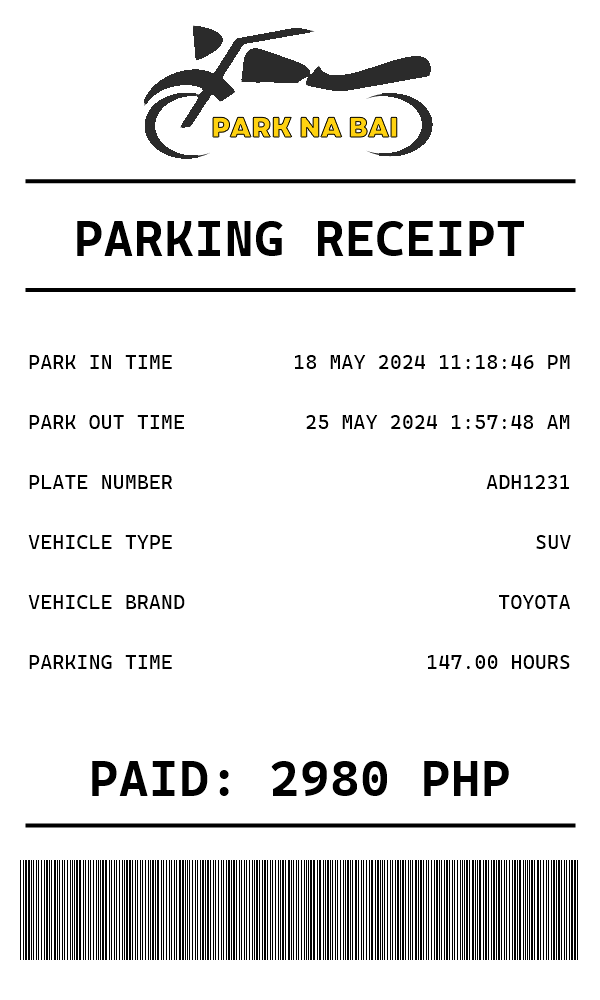 PARK NA BAI
PARKING RECEIPT
PARK IN TIME 18 MAY 2024 11:18:46 PM
PARK OUT TIME 25 MAY 2024 1:57:48 AM
PLATE NUMBER ADH1231
VEHICLE TYPE SUV
VEHICLE BRAND TOYOTA
PARKING TIME 147.00 HOURS
PAID: 2980 PHP